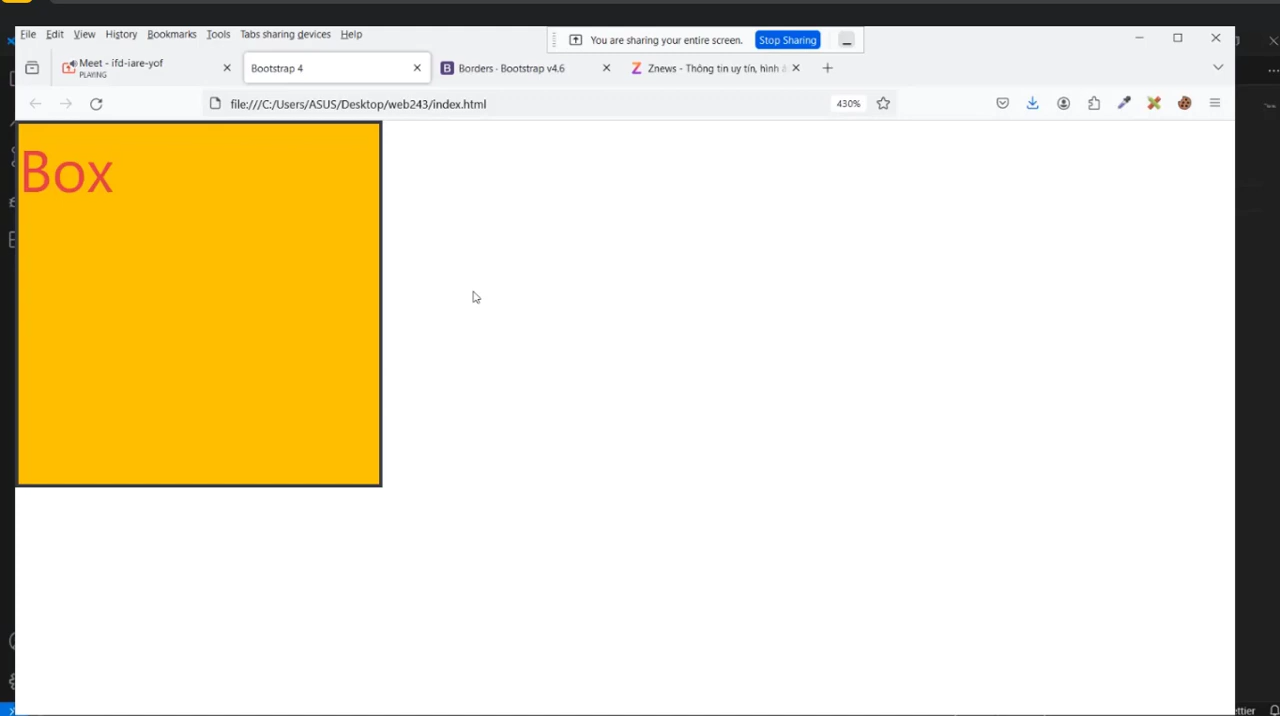 File Edit View History Bookmarks Tools Tabs sharing devices Help
You are sharing your entire screen. Stop Sharing
Meet - ifd-iare-yof
PLAYING
Bootstrap 4
Borders · Bootstrap v4.6
Znews - Thông tin uy tín, hình
file:///C:/Users/ASUS/Desktop/web243/index.html
430%
Box